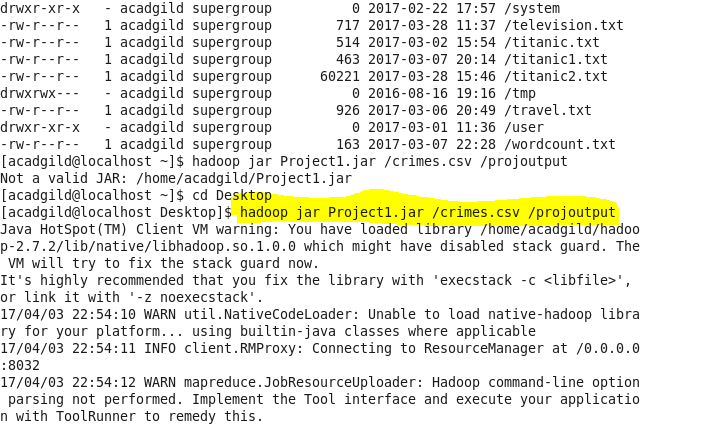 drwxr-xr-x   - acadgild supergroup          0 2017-02-22 17:57 /system
-rw-r--r--   1 acadgild supergroup        717 2017-03-28 11:37 /television.txt
-rw-r--r--   1 acadgild supergroup        514 2017-03-02 15:54 /titanic.txt
-rw-r--r--   1 acadgild supergroup        463 2017-03-07 20:14 /titanic1.txt
-rw-r--r--   1 acadgild supergroup      60221 2017-03-28 15:46 /titanic2.txt
drwxrwx---   - acadgild supergroup          0 2016-08-16 19:16 /tmp
-rw-r--r--   1 acadgild supergroup        926 2017-03-06 20:49 /travel.txt
drwxr-xr-x   - acadgild supergroup          0 2017-03-01 11:36 /user
-rw-r--r--   1 acadgild supergroup        163 2017-03-07 22:28 /wordcount.txt
[acadgild@localhost ~]$ hadoop jar Project1.jar /crimes.csv /projoutput
Not a valid JAR: /home/acadgild/Project1.jar
[acadgild@localhost ~]$ cd Desktop
[acadgild@localhost Desktop]$ hadoop jar Project1.jar /crimes.csv /projoutput
Java HotSpot(TM) Client VM warning: You have loaded library /home/acadgild/hadoo
p-2.7.2/lib/native/libhadoop.so.1.0.0 which might have disabled stack guard. The
 VM will try to fix the stack guard now.
It's highly recommended that you fix the library with 'execstack -c <libfile>',
or link it with '-z noexecstack'.
17/04/03 22:54:10 WARN util.NativeCodeLoader: Unable to load native-hadoop libra
ry for your platform... using builtin-java classes where applicable
17/04/03 22:54:11 INFO client.RMProxy: Connecting to ResourceManager at /0.0.0.0
:8032
17/04/03 22:54:12 WARN mapreduce.JobResourceUploader: Hadoop command-line option
 parsing not performed. Implement the Tool interface and execute your applicatio
n with ToolRunner to remedy this.